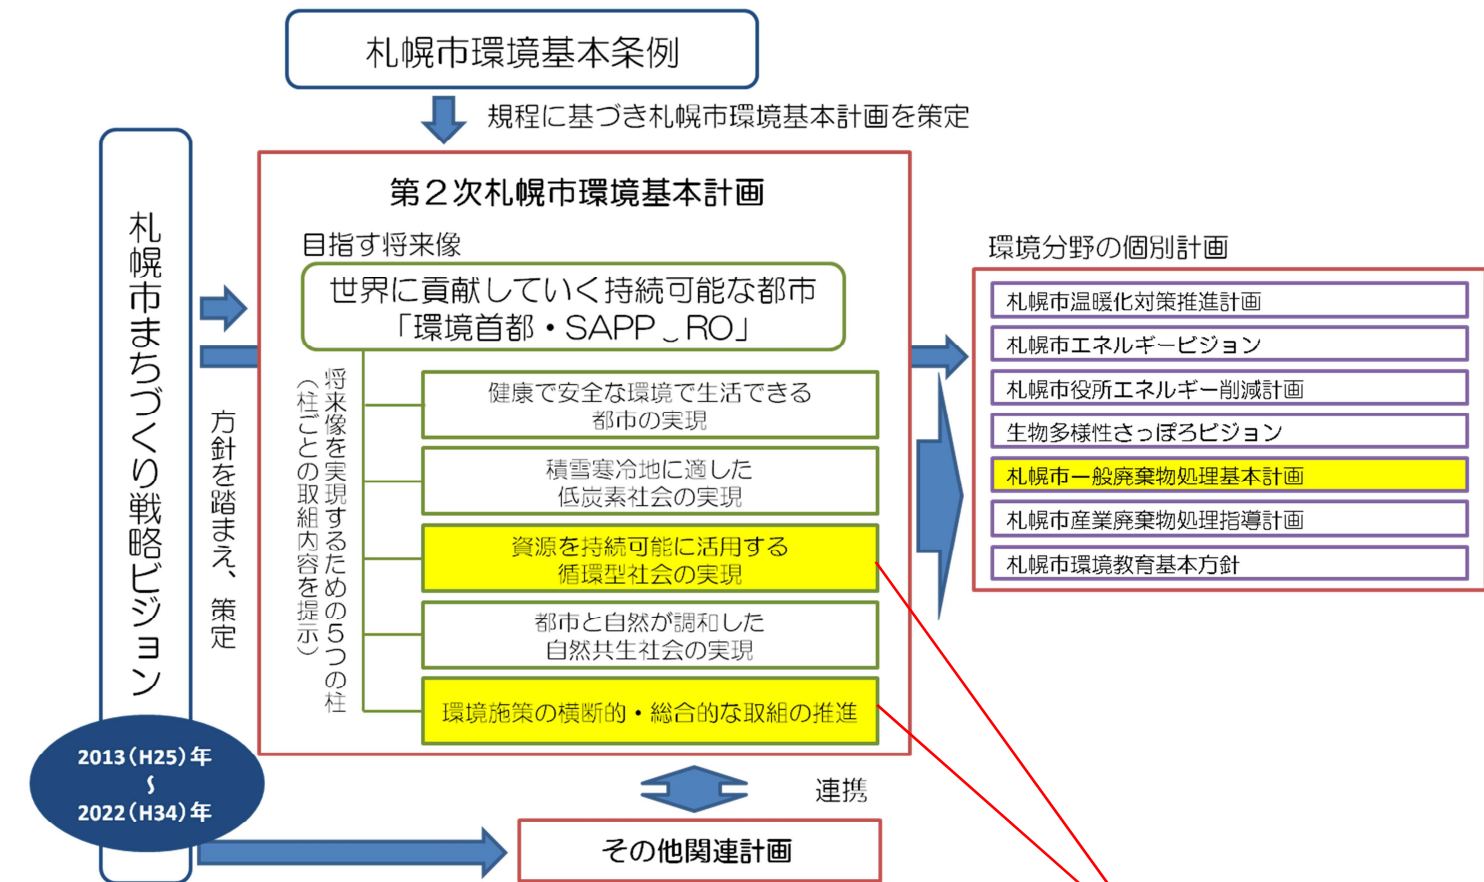 札幌市環境基本条例
規程に基づき札幌市環境基本計画を策定
札幌市まちづくり戦略ビジョン
2013(H25)年
〜
2022(H34)年
方針を踏まえ、策定
第２次札幌市環境基本計画
目指す将来像
世界に貢献していく持続可能な都市
「環境首都・SAPP‿RO」
将来像を実現するための５つの柱
（柱ごとの取組内容を提示）
健康で安全な環境で生活できる
都市の実現
積雪寒冷地に適した
低炭素社会の実現
資源を持続可能に活用する
循環型社会の実現
都市と自然が調和した
自然共生社会の実現
環境施策の横断的・総合的な取組の推進
連携
その他関連計画
環境分野の個別計画
札幌市温暖化対策推進計画
札幌市エネルギービジョン
札幌市役所エネルギー削減計画
生物多様性さっぽろビジョン
札幌市一般廃棄物処理基本計画
札幌市産業廃棄物処理指導計画
札幌市環境教育基本方針